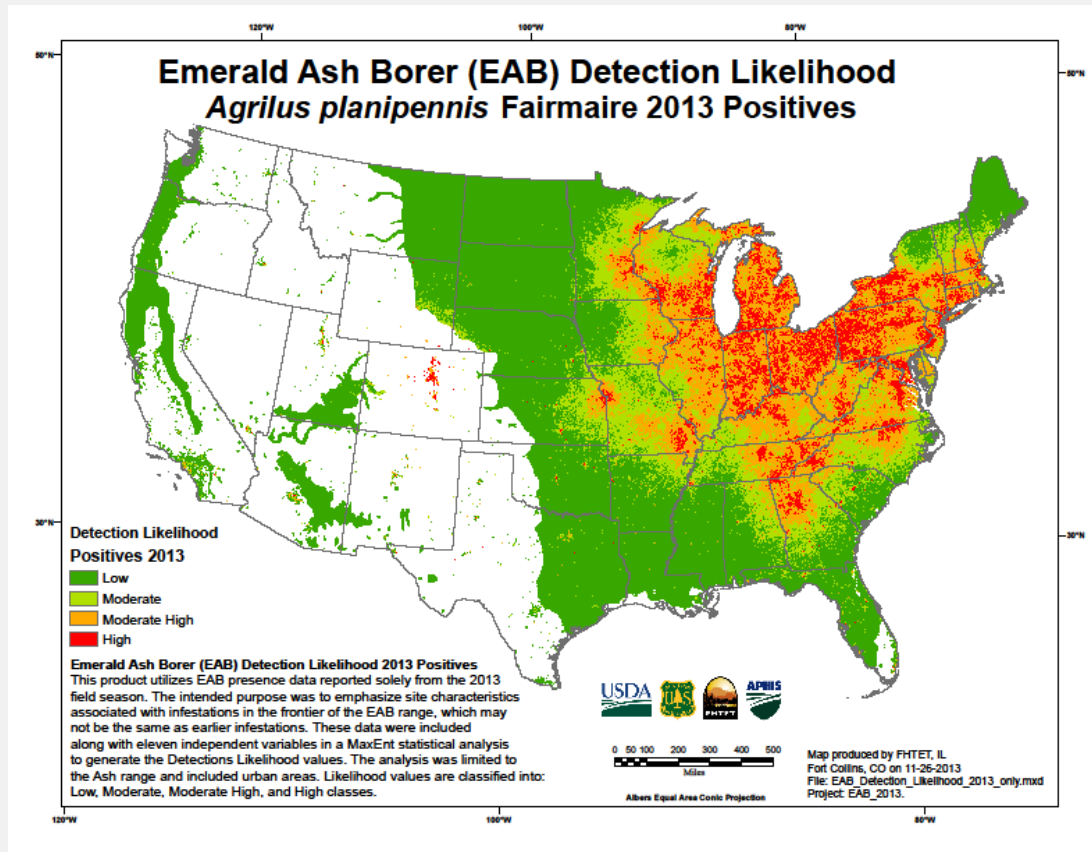 120°W 100°W 80°W
50°N 50°N
Emerald Ash Borer (EAB) Detection Likelihood
Agrilus planipennis Fairmaire 2013 Positives
30°N 30°N
Detection Likelihood
Positives 2013
Low
Moderate
Moderate High
High
Emerald Ash Borer (EAB) Detection Likelihood 2013 Positives
This product utilizes EAB presence data reported solely from the 2013
field season. The intended purpose was to emphasize site characteristics
associated with infestations in the frontier of the EAB range, which may
not be the same as earlier infestations. These data were included
along with eleven independent variables in a MaxEnt statistical analysis
to generate the Detections Likelihood values. The analysis was limited to
the Ash range and included urban areas. Likelihood values are classified into:
Low, Moderate, Moderate High, and High classes.
USDA UAS FHTET APHIS
0 50 100 200 300 400 500
Miles
Albers Equal Area Conic Projection
Map produced by FHTET, IL
Fort Collins, CO on 11-26-2013
File: EAB_Detection_Likelihood_2013_only.mxd
Project: EAB_2013.
120°W 100°W 80°W